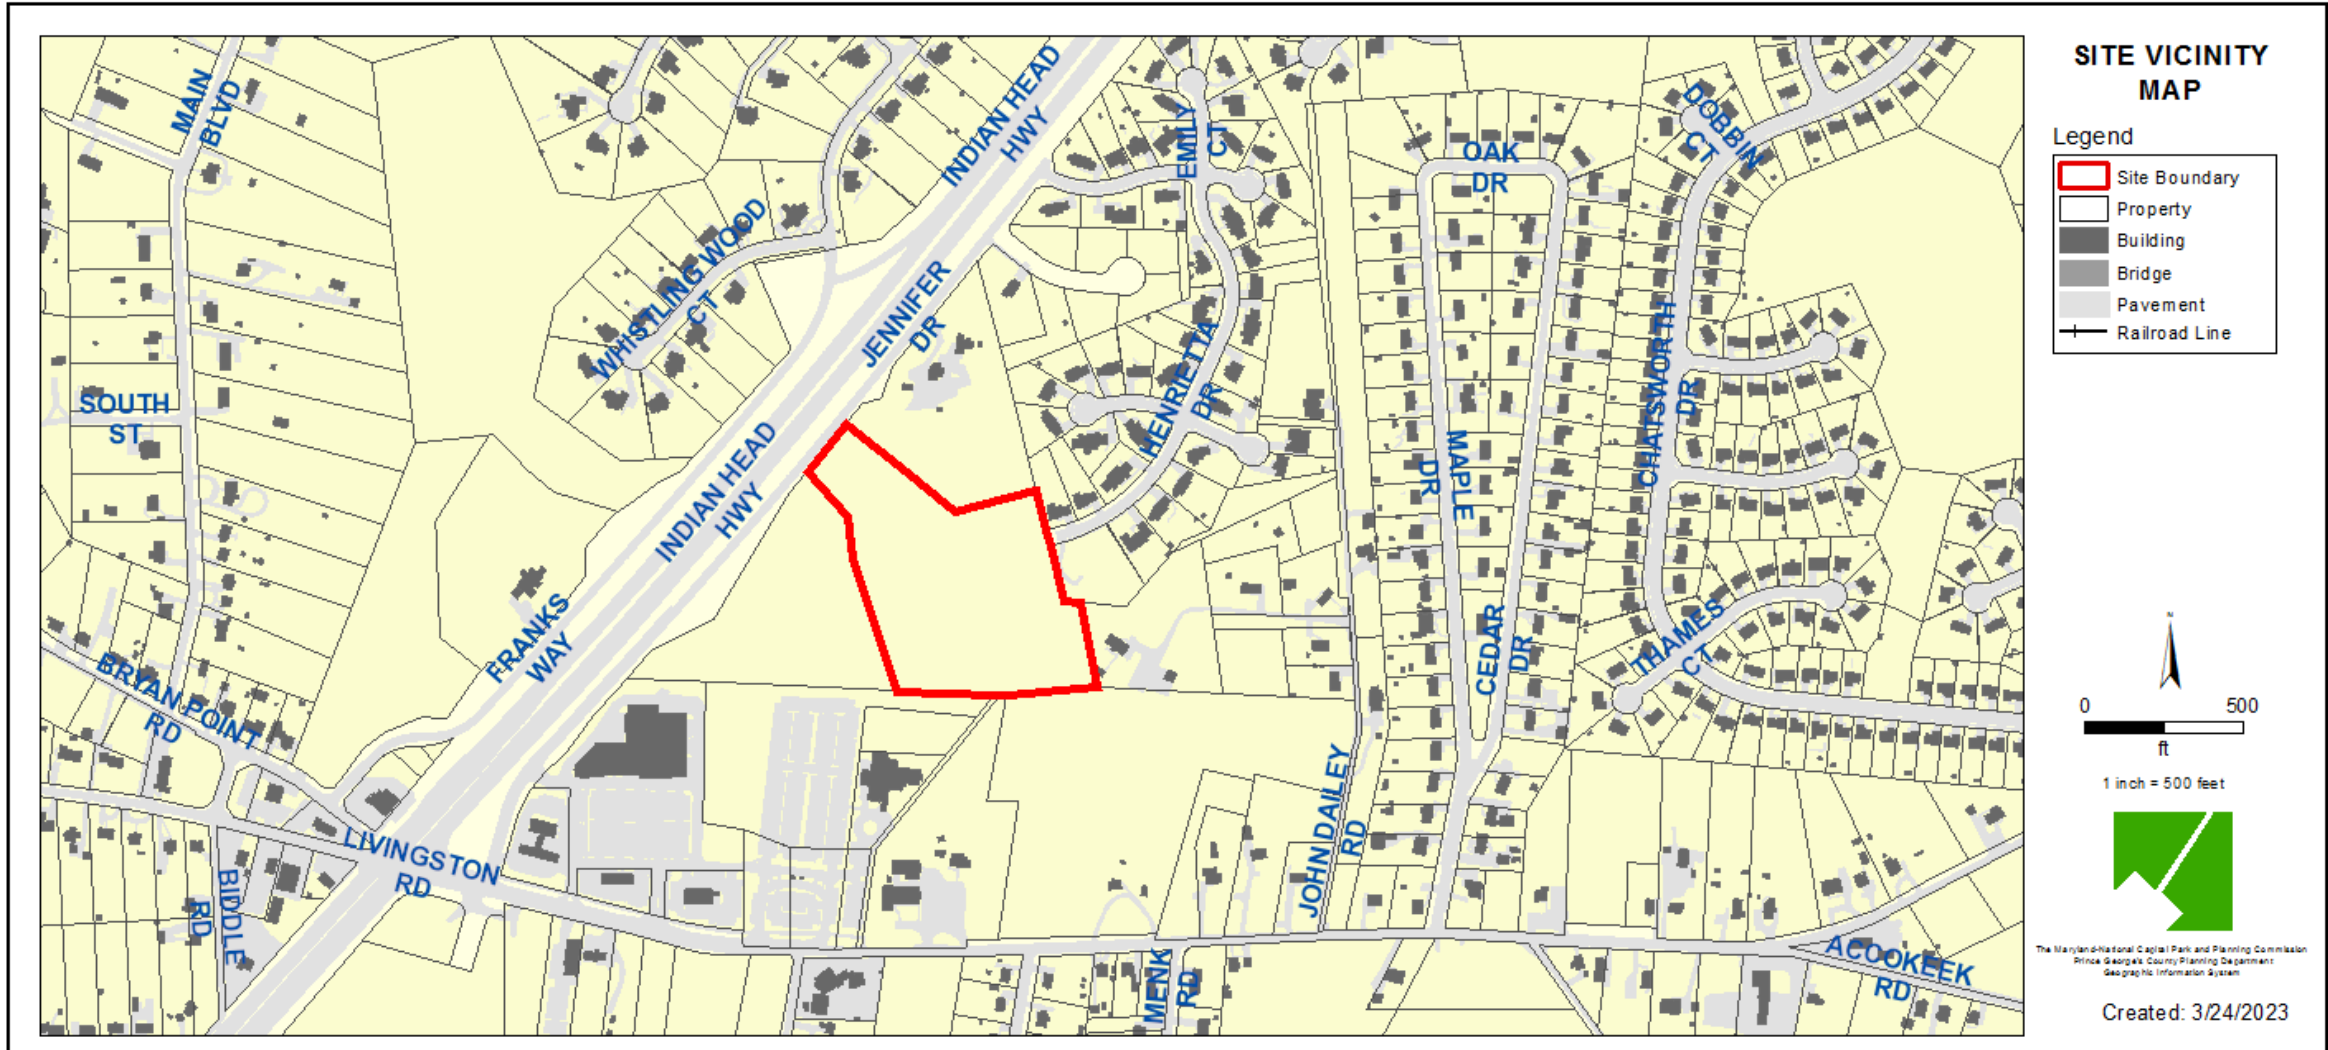 SITE VICINITY
MAP
Legend
Site Boundary
Property
Building
Bridge
Pavement
Railroad Line
MAIN
BLVD
INDIAN HEAD
HWY
EMILY
CT
OAK
DR
DOBBIN
CT
WHISTLING WOOD
CT
JENNIFER
DR
HENRIETTA
DR
CHATSWORTH
DR
SOUTH
ST
INDIAN HEAD
HWY
MAPLE
DR
FRANKS
WAY
CEDAR
DR
THAMES
CT
BRYAN POINT
RD
JOHN DAILEY
RD
LIVINGSTON
RD
BIDDLE
RD
MENK
RD
ACCOKEEK
RD
N
0 500
ft
1 inch = 500 feet
The Maryland-National Capital Park and Planning Commission
Prince George's County Planning Department
Geographic Information System
Created: 3/24/2023